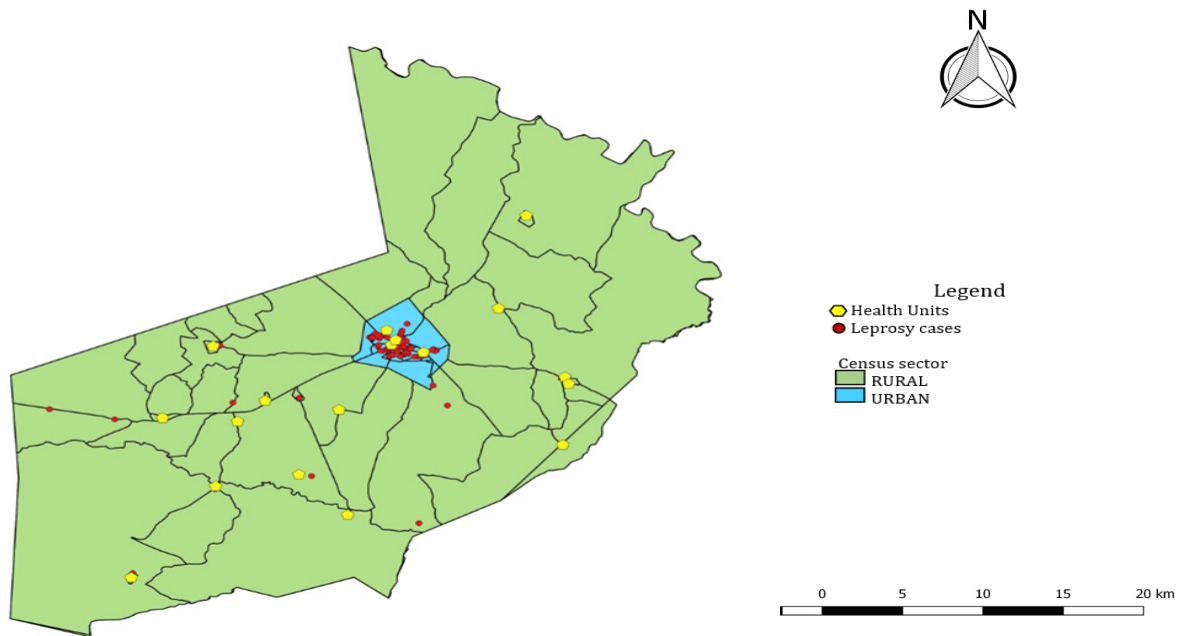 N
Legend
Health Units
Leprosy cases
Census sector
RURAL
URBAN
0 5 10 15 20 km